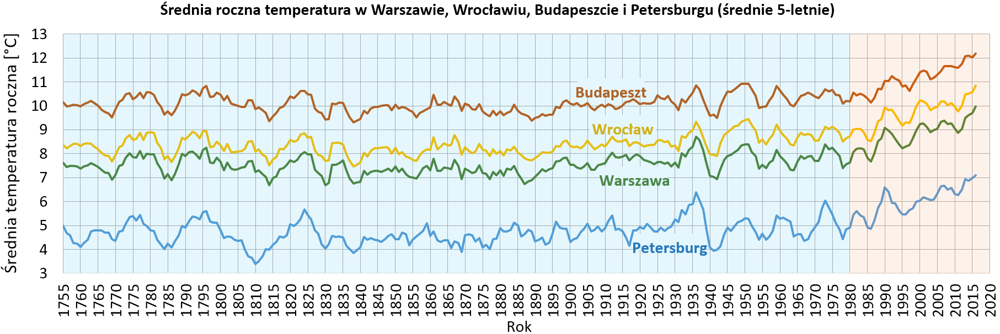 Średnia roczna temperatura w Warszawie, Wrocławiu, Budapeszcie i Petersburgu (średnie 5-letnie)
Średnia temperatura roczna [°C]
13
12
11
10
9
8
7
6
5
4
3
Budapeszt
Wrocław
Warszawa
Petersburg
1755 1760 1765 1770 1775 1780 1785 1790 1795 1800 1805 1810 1815 1820 1825 1830 1835 1840 1845 1850 1855 1860 1865 1870 1875 1880 1885 1890 1895 1900 1905 1910 1915 1920 1925 1930 1935 1940 1945 1950 1955 1960 1965 1970 1975 1980 1985 1990 1995 2000 2005 2010 2015 2020
Rok